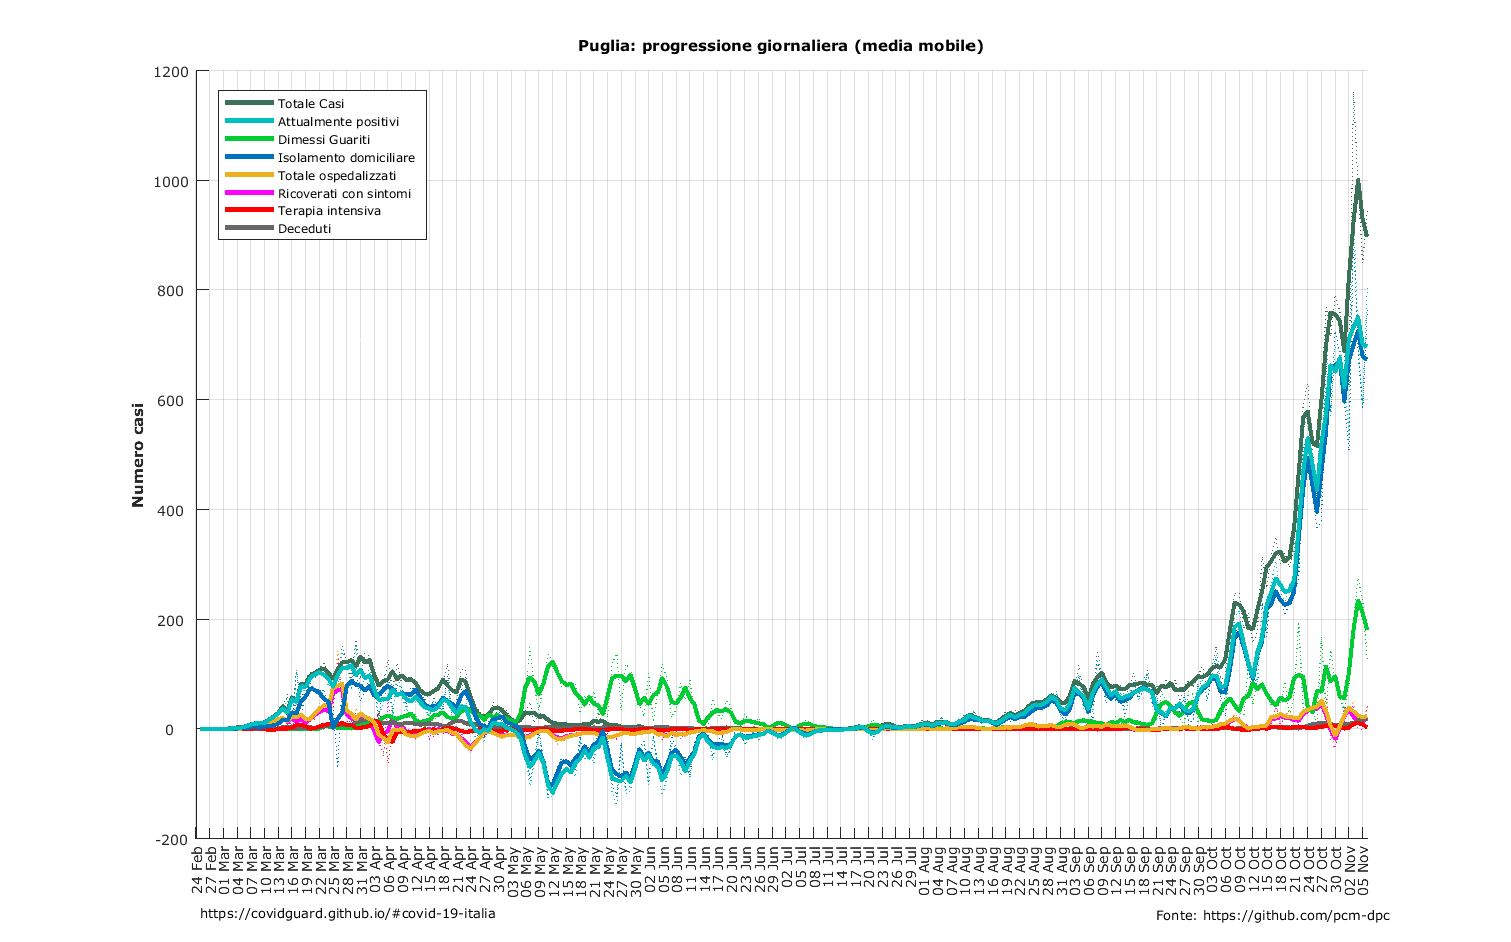 Puglia: progressione giornaliera (media mobile)
1200
1000
800
600
400
200
0
-200
Numero casi
Totale Casi
Attualmente positivi
Dimessi Guariti
Isolamento domiciliare
Totale ospedalizzati
Ricoverati con sintomi
Terapia intensiva
Deceduti
24 Feb
27 Feb
01 Mar
04 Mar
07 Mar
10 Mar
13 Mar
16 Mar
19 Mar
22 Mar
25 Mar
28 Mar
31 Mar
03 Apr
06 Apr
09 Apr
12 Apr
15 Apr
18 Apr
21 Apr
24 Apr
27 Apr
30 Apr
03 May
06 May
09 May
12 May
15 May
18 May
21 May
24 May
27 May
30 May
02 Jun
05 Jun
08 Jun
11 Jun
14 Jun
17 Jun
20 Jun
23 Jun
26 Jun
29 Jun
02 Jul
05 Jul
08 Jul
11 Jul
14 Jul
17 Jul
20 Jul
23 Jul
26 Jul
29 Jul
01 Aug
04 Aug
07 Aug
10 Aug
13 Aug
16 Aug
19 Aug
22 Aug
25 Aug
28 Aug
31 Aug
03 Sep
06 Sep
09 Sep
12 Sep
15 Sep
18 Sep
21 Sep
24 Sep
27 Sep
30 Sep
03 Oct
06 Oct
09 Oct
12 Oct
15 Oct
18 Oct
21 Oct
24 Oct
27 Oct
30 Oct
02 Nov
05 Nov
https://covidguard.github.io/#covid-19-italia
Fonte: https://github.com/pcm-dpc